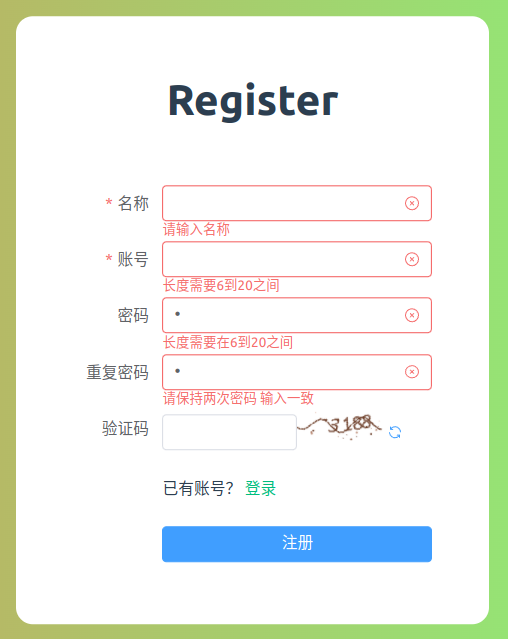 Register
* 名称
请输入名称
* 账号
长度需要6到20之间
密码 •
长度需要在6到20之间
重复密码 •
请保持两次密码 输入一致
验证码 3188
已有账号? 登录
注册